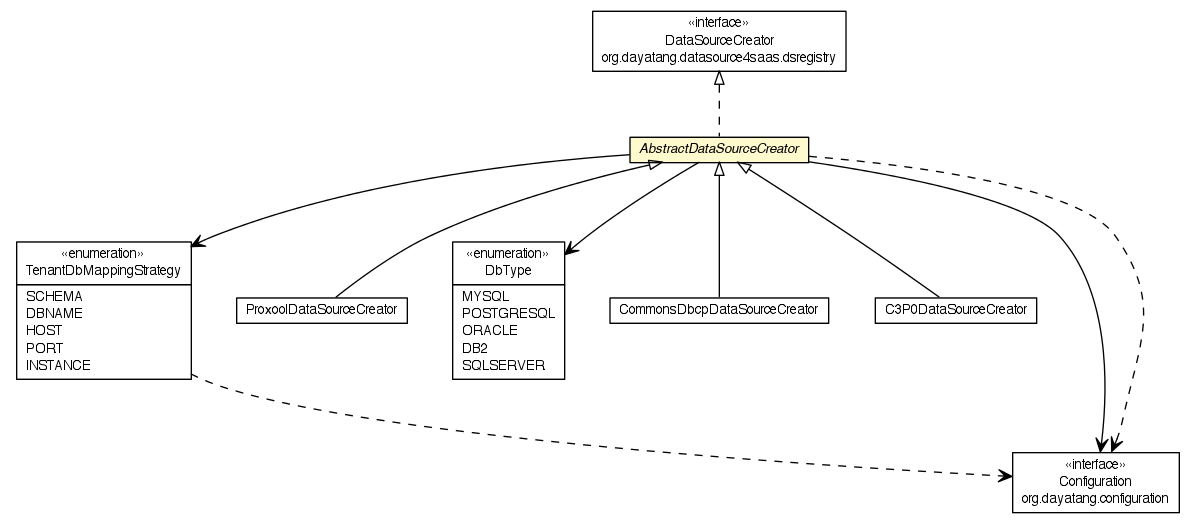 «interface»
DataSourceCreator
org.dayatang.datasource4saas.dsregistry
AbstractDataSourceCreator
«enumeration»
TenantDbMappingStrategy
SCHEMA
DBNAME
HOST
PORT
INSTANCE
ProxoolDataSourceCreator
«enumeration»
DbType
MYSQL
POSTGRESQL
ORACLE
DB2
SQLSERVER
CommonsDbcpDataSourceCreator
C3P0DataSourceCreator
«interface»
Configuration
org.dayatang.configuration